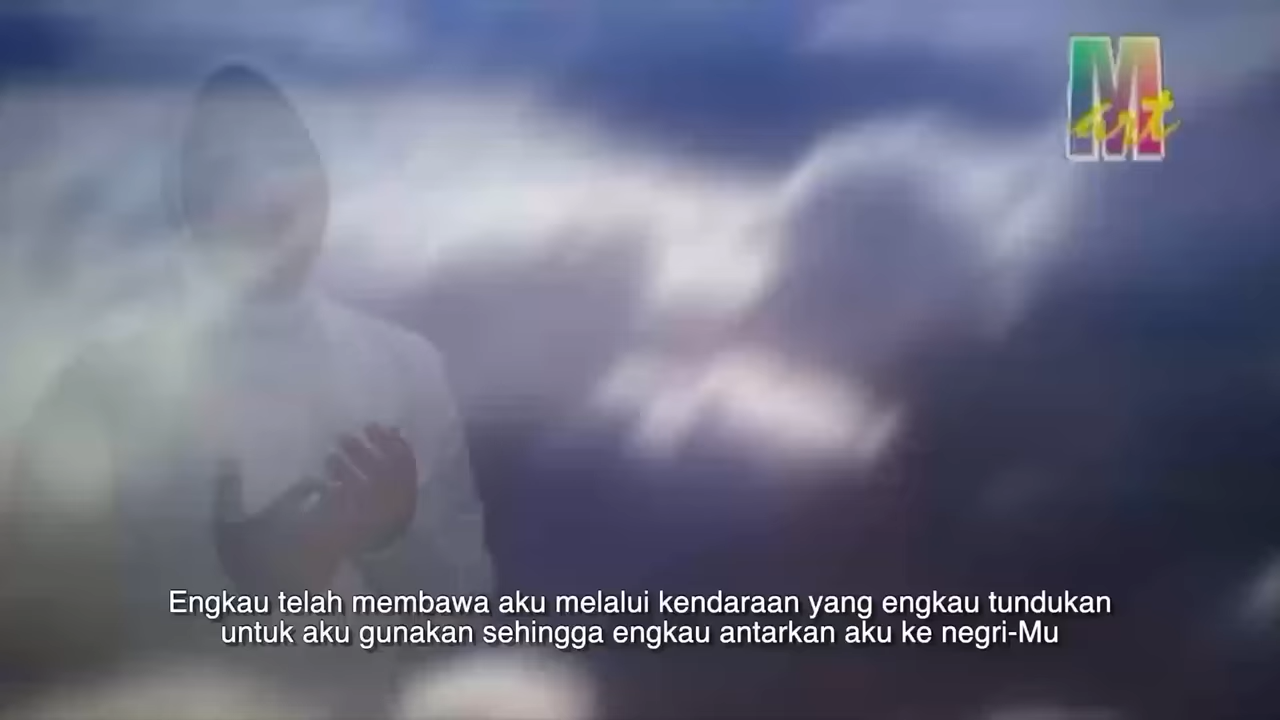 M
art
Engkau telah membawa aku melalui kendaraan yang engkau tundukan
untuk aku gunakan sehingga engkau antarkan aku ke negri-Mu